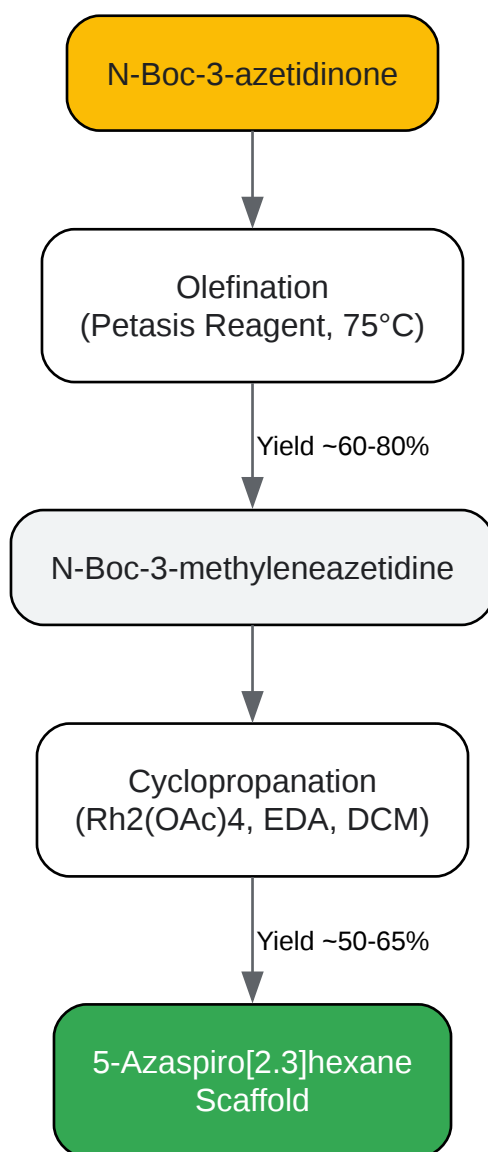 N-Boc-3-azetidinone
Olefination
(Petasis Reagent, 75°C)
Yield ~60-80%
N-Boc-3-methyleneazetidine
Cyclopropanation
(Rh2(OAc)4, EDA, DCM)
Yield ~50-65%
5-Azaspiro[2.3]hexane
Scaffold